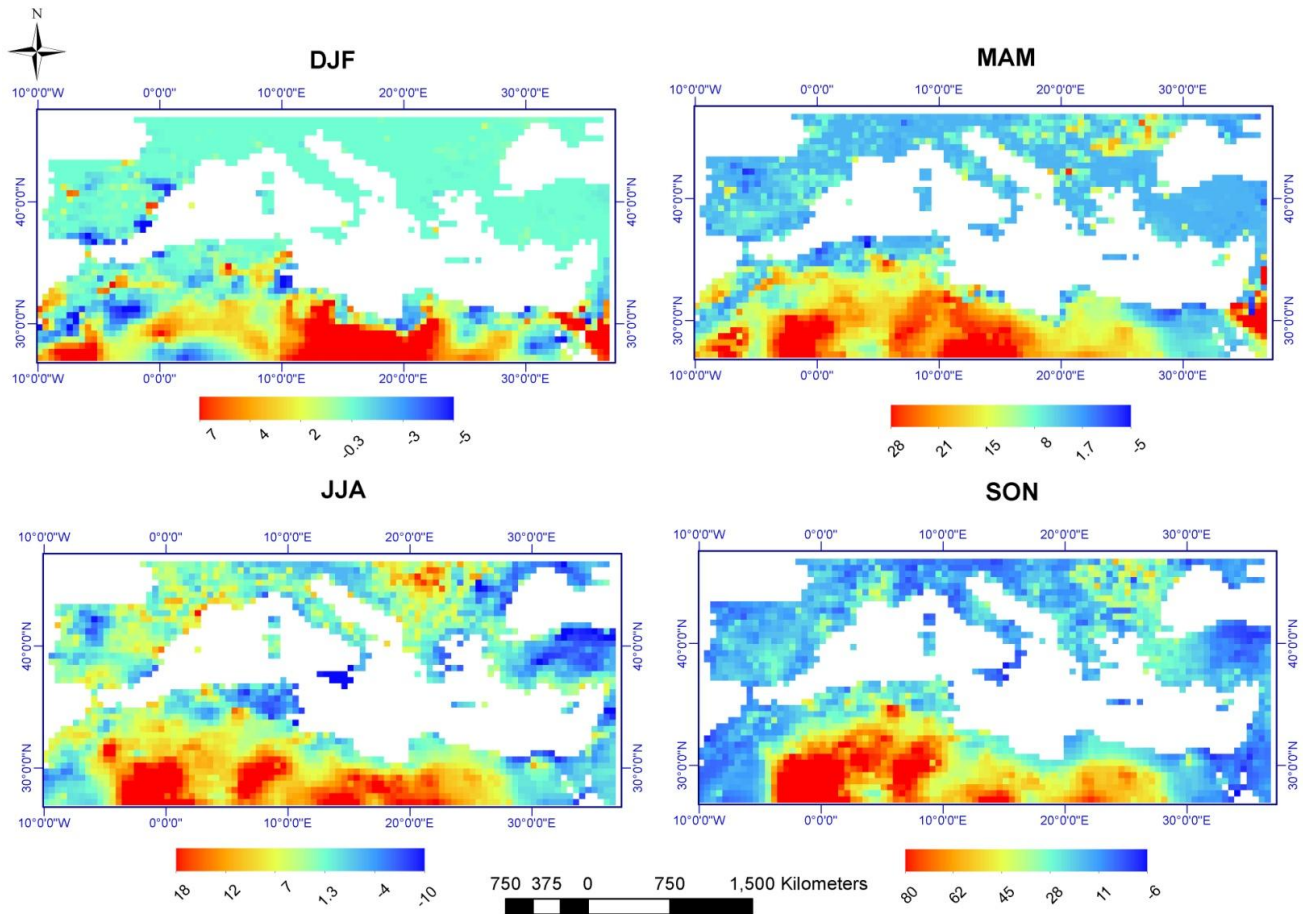 N
DJF
MAM
10°0'0"W 0°0'0" 10°0'0"E 20°0'0"E 30°0'0"E
10°0'0"W 0°0'0" 10°0'0"E 20°0'0"E 30°0'0"E
40°0'0"N 40°0'0"N 40°0'0"N 40°0'0"N
30°0'0"N 30°0'0"N 30°0'0"N 30°0'0"N
10°0'0"W 0°0'0" 10°0'0"E 20°0'0"E 30°0'0"E
10°0'0"W 0°0'0" 10°0'0"E 20°0'0"E 30°0'0"E
7 4 2 -0.3 -3 -5
28 21 15 8 1.7 -5
JJA
SON
10°0'0"W 0°0'0" 10°0'0"E 20°0'0"E 30°0'0"E
10°0'0"W 0°0'0" 10°0'0"E 20°0'0"E 30°0'0"E
40°0'0"N 40°0'0"N 40°0'0"N 40°0'0"N
30°0'0"N 30°0'0"N 30°0'0"N 30°0'0"N
10°0'0"W 0°0'0" 10°0'0"E 20°0'0"E 30°0'0"E
10°0'0"W 0°0'0" 10°0'0"E 20°0'0"E 30°0'0"E
18 12 7 1.3 -4 -10
750 375 0 750 1,500 Kilometers
80 62 45 28 11 -6